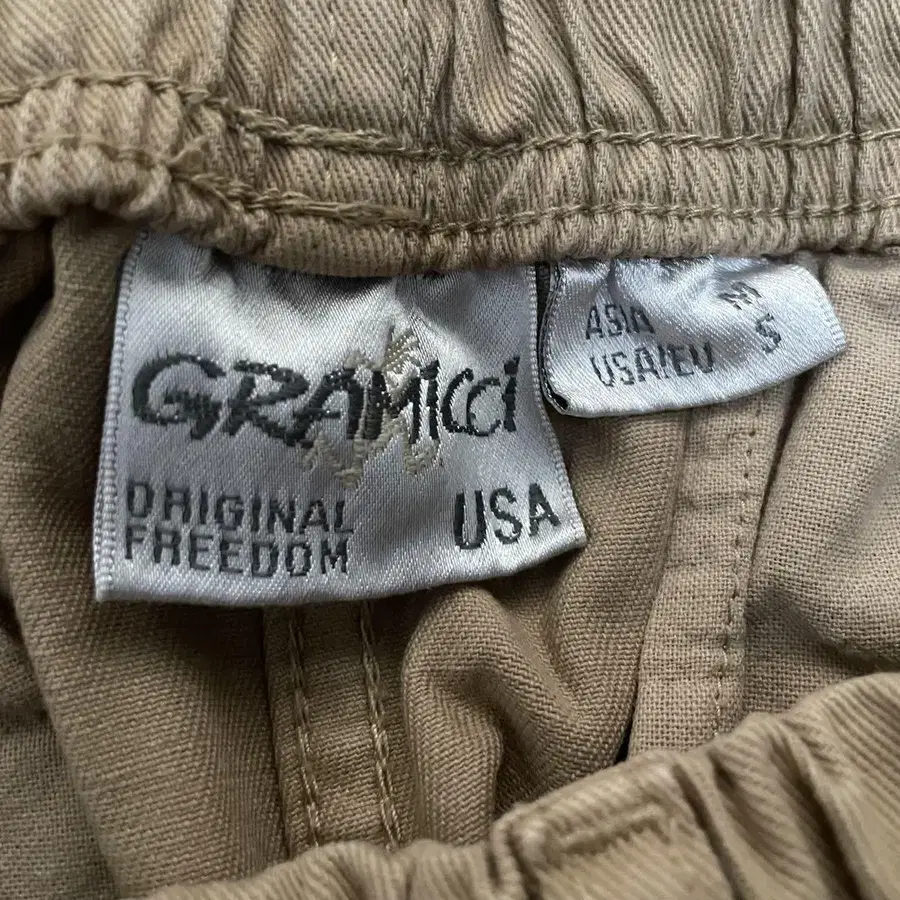 GRAMICCI
ORIGINAL
FREEDOM
USA
ASIA M
USA/EU S